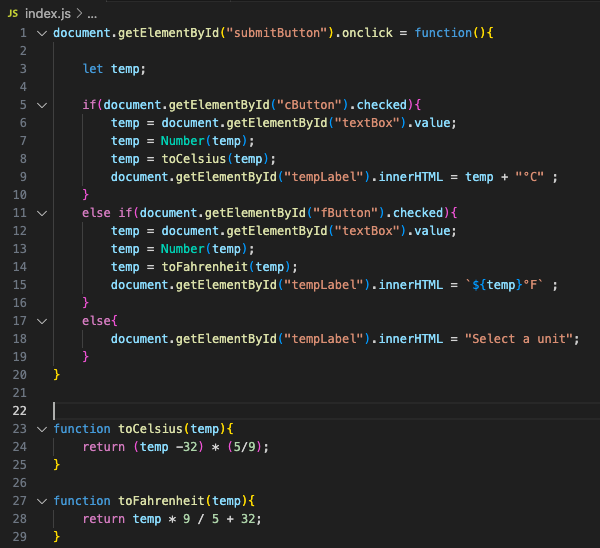 JS index.js > ...
1 document.getElementById("submitButton").onclick = function(){
2
3     let temp;
4
5     if(document.getElementById("cButton").checked){
6         temp = document.getElementById("textBox").value;
7         temp = Number(temp);
8         temp = toCelsius(temp);
9         document.getElementById("tempLabel").innerHTML = temp + "°C" ;
10     }
11     else if(document.getElementById("fButton").checked){
12         temp = document.getElementById("textBox").value;
13         temp = Number(temp);
14         temp = toFahrenheit(temp);
15         document.getElementById("tempLabel").innerHTML = `${temp}°F` ;
16     }
17     else{
18         document.getElementById("tempLabel").innerHTML = "Select a unit";
19     }
20 }
21
22
23 function toCelsius(temp){
24     return (temp -32) * (5/9);
25 }
26
27 function toFahrenheit(temp){
28     return temp * 9 / 5 + 32;
29 }